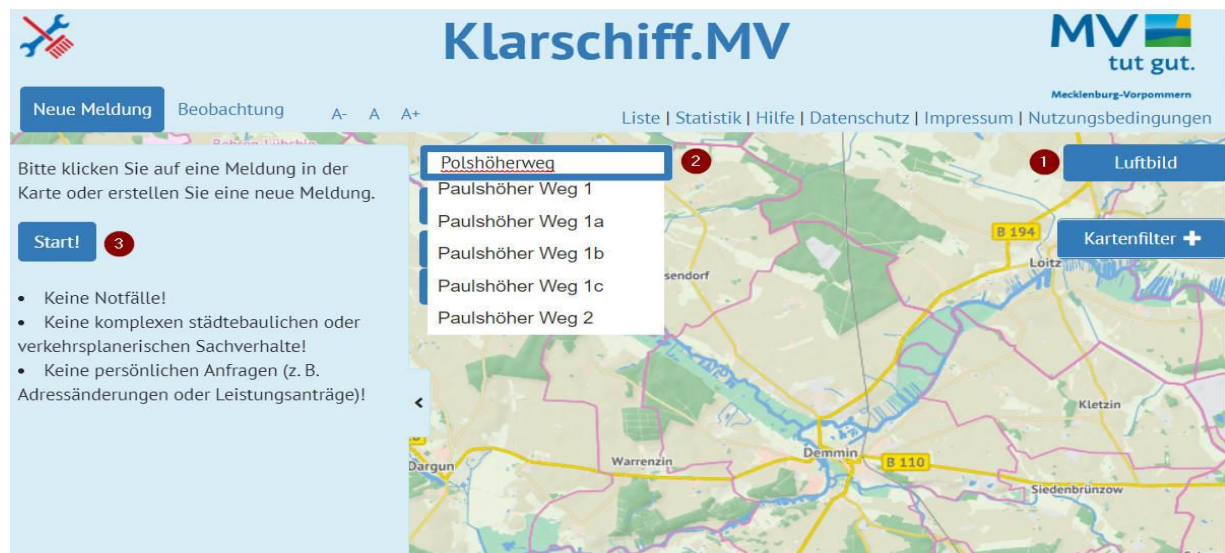 Klarschiff.MV
MV
tut gut.
Mecklenburg-Vorpommern
Neue Meldung
Beobachtung
A- A A+
Liste | Statistik | Hilfe | Datenschutz | Impressum | Nutzungsbedingungen
Bitte klicken Sie auf eine Meldung in der
Karte oder erstellen Sie eine neue Meldung.
Start! 3
• Keine Notfälle!
• Keine komplexen städtebaulichen oder
verkehrsplanerischen Sachverhalte!
• Keine persönlichen Anfragen (z. B.
Adressänderungen oder Leistungsanträge)!
Polshöherweg 2
Paulshöher Weg 1
Paulshöher Weg 1a
Paulshöher Weg 1b
Paulshöher Weg 1c
Paulshöher Weg 2
1 Luftbild
Kartenfilter +
B 194
Loitz
sendorf
Kletzin
Demmin
B 110
Warrenzin
Dargun
Siedenbrünzow